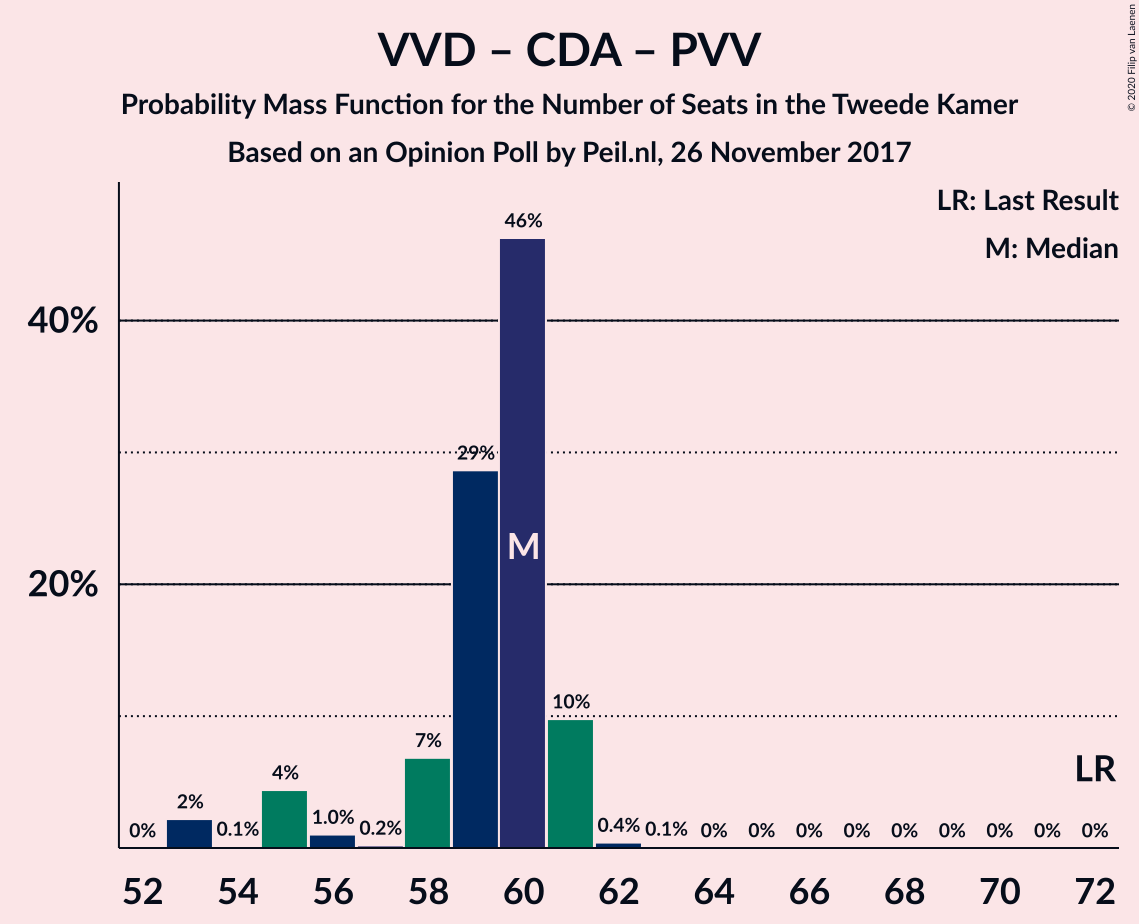 VVD – CDA – PVV
Probability Mass Function for the Number of Seats in the Tweede Kamer
Based on an Opinion Poll by Peil.nl, 26 November 2017
© 2020 Filip van Laenen
LR: Last Result
M: Median
40%
20%
0%
2%
0.1%
4%
1.0%
0.2%
7%
29%
46%
M
10%
0.4%
0.1%
0%
0%
0%
0%
0%
0%
0%
0%
0%
LR
52 54 56 58 60 62 64 66 68 70 72